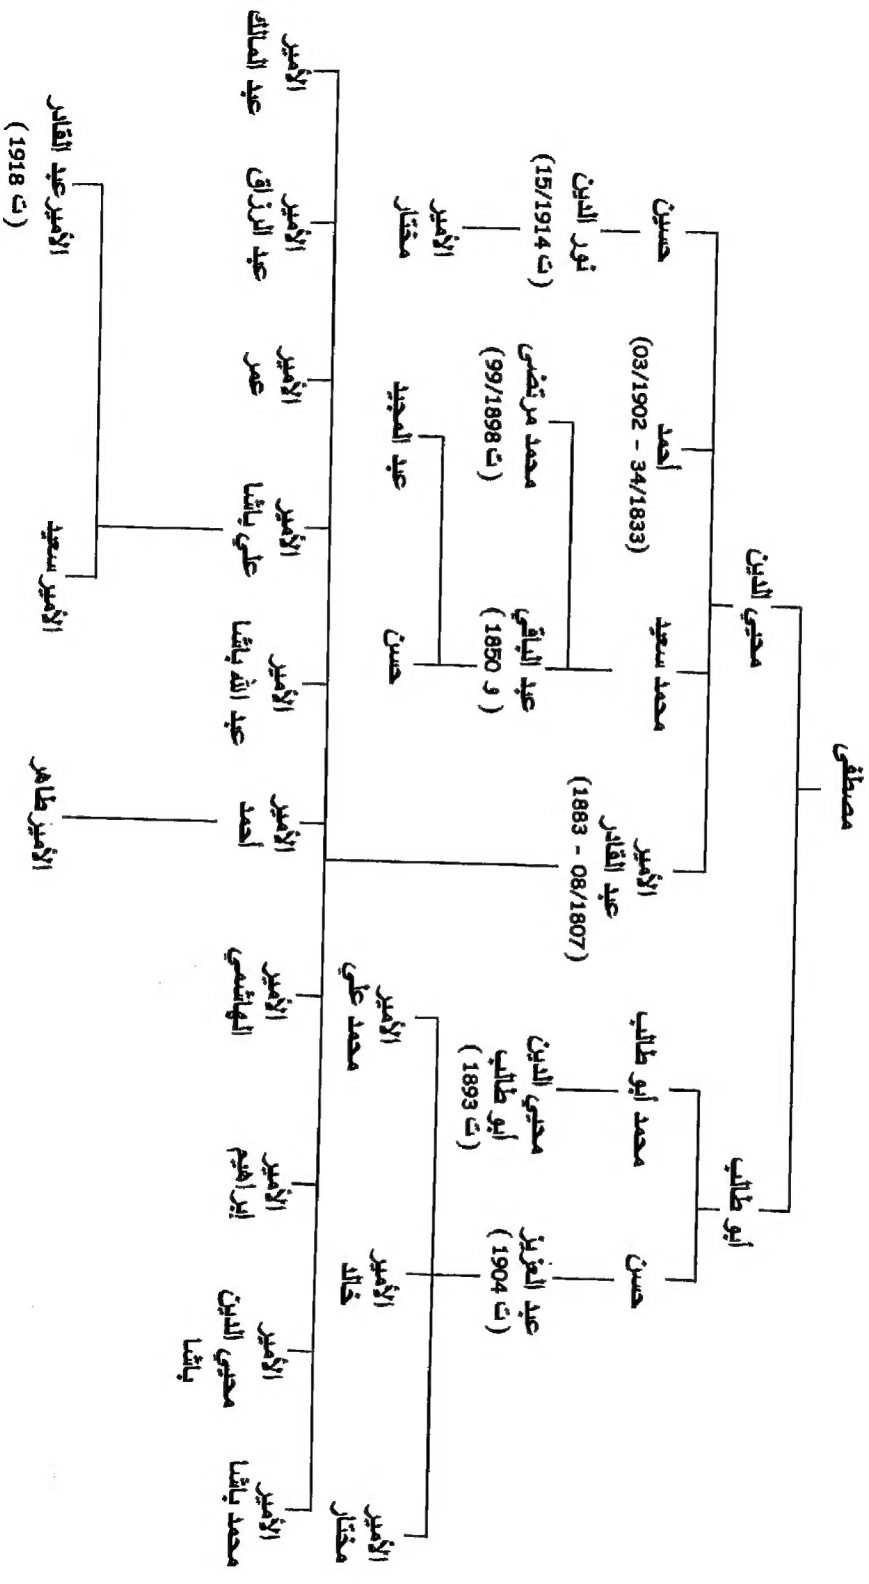 مصطفى
محيي الدين
أبو طالب
حسين
أحمد
(03/1902 - 34/1833)
محمد سعيد
الأمير
عبد القادر
(1883 - 08/1807)
محمد أبو طالب
حسن
نور الدين
(ت 15/1914)
محمد مرتضى
(ت 99/1898)
عبد الباقي
(و 1850)
محيي الدين
أبو طالب
(ت 1893)
عبد العزيز
(ت 1904)
الأمير
مختار
عبد المجيد
حسن
الأمير
محمد علي
الأمير
خالد
الأمير
مختار
الأمير
عبد المالك
الأمير
عبد الرزاق
الأمير
عمر
الأمير
علي باشا
الأمير
عبد الله باشا
الأمير
أحمد
الأمير
الهاشمي
الأمير
ابراهيم
الأمير
محيي الدين
باشا
الأمير
محمد باشا
الأمير عبد القادر
(ت 1918)
الأمير سعيد
الأمير طاهر